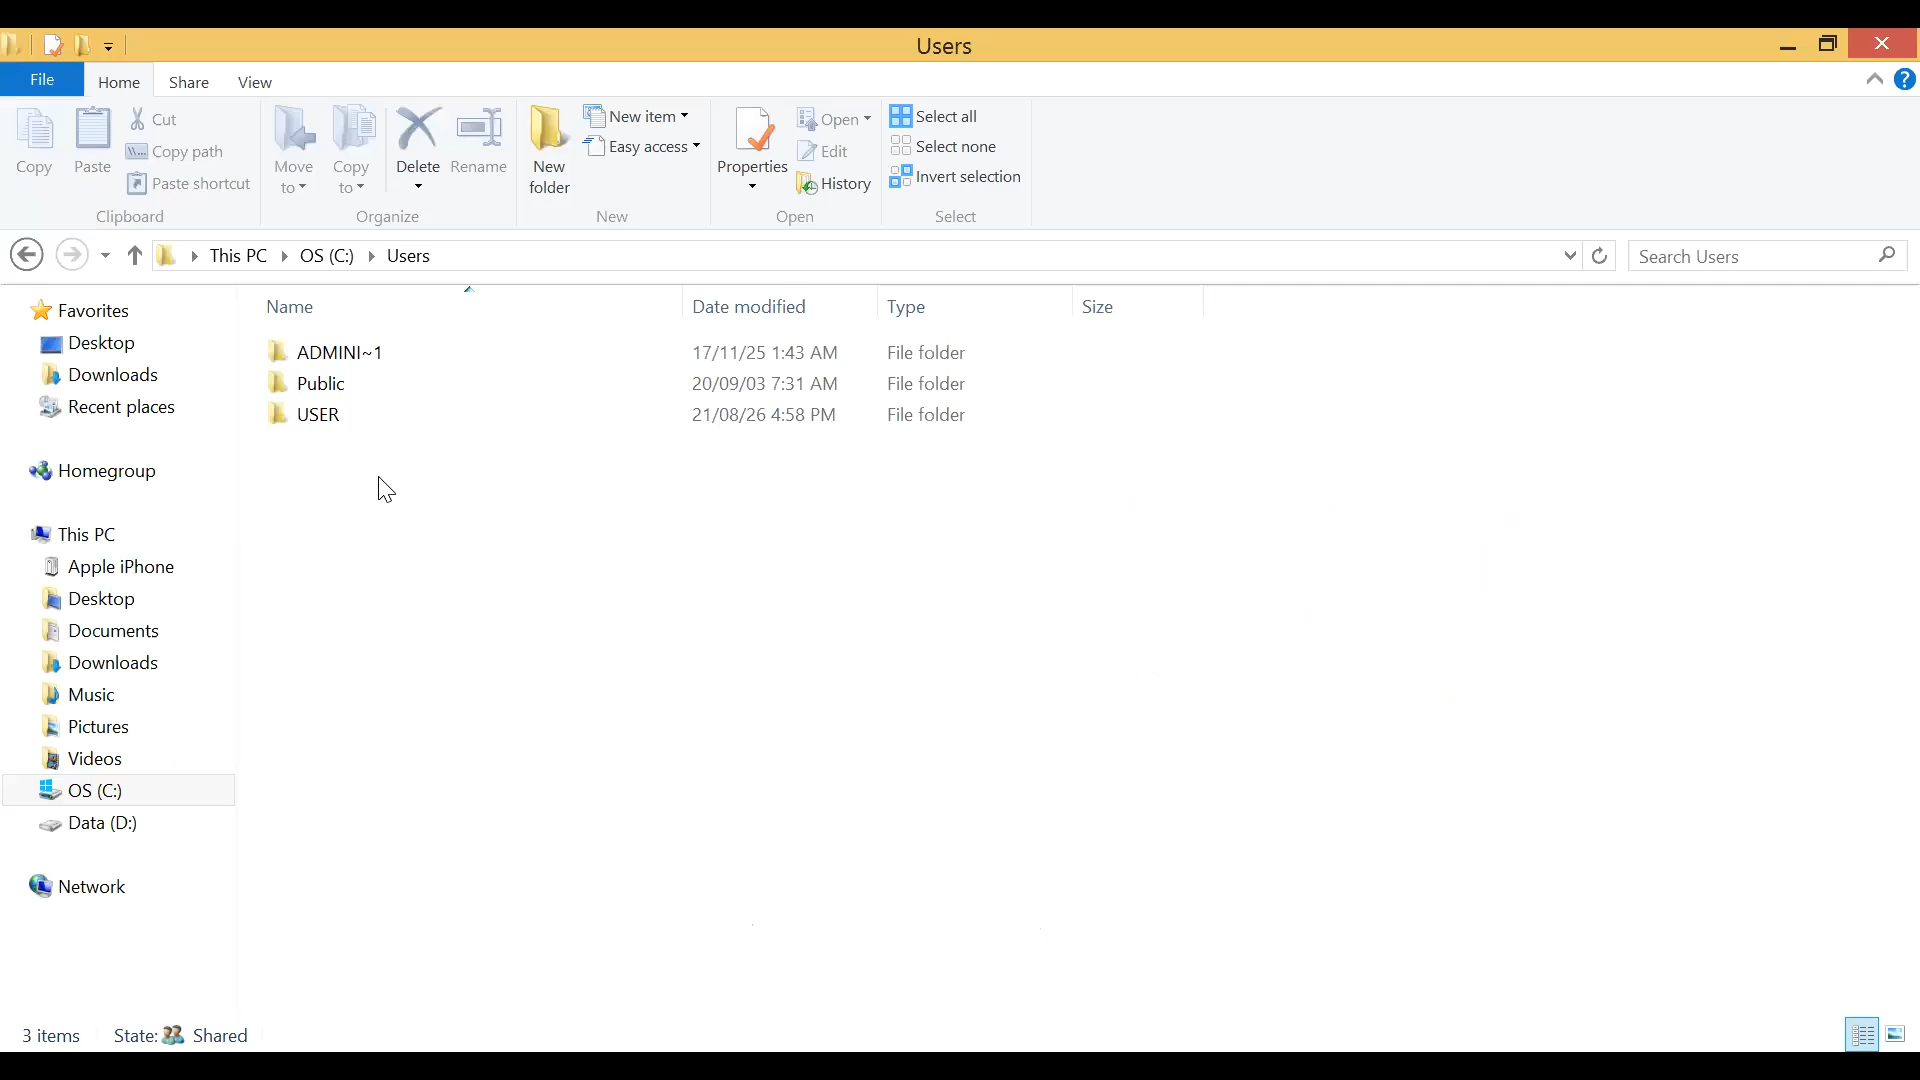 Users
File Home Share View
Copy Paste Cut Copy path Paste shortcut
Clipboard
Move to Copy to Delete Rename
Organize
New folder New item Easy access
New
Properties Open Edit History
Open
Select all
Select none
Invert selection
Select
This PC OS (C:) Users
Search Users
Favorites
Desktop
Downloads
Recent places
Homegroup
This PC
Apple iPhone
Desktop
Documents
Downloads
Music
Pictures
Videos
OS (C:)
Data (D:)
Network
Name Date modified Type Size
ADMINI~1 17/11/25 1:43 AM File folder
Public 20/09/03 7:31 AM File folder
USER 21/08/26 4:58 PM File folder
3 items State: Shared